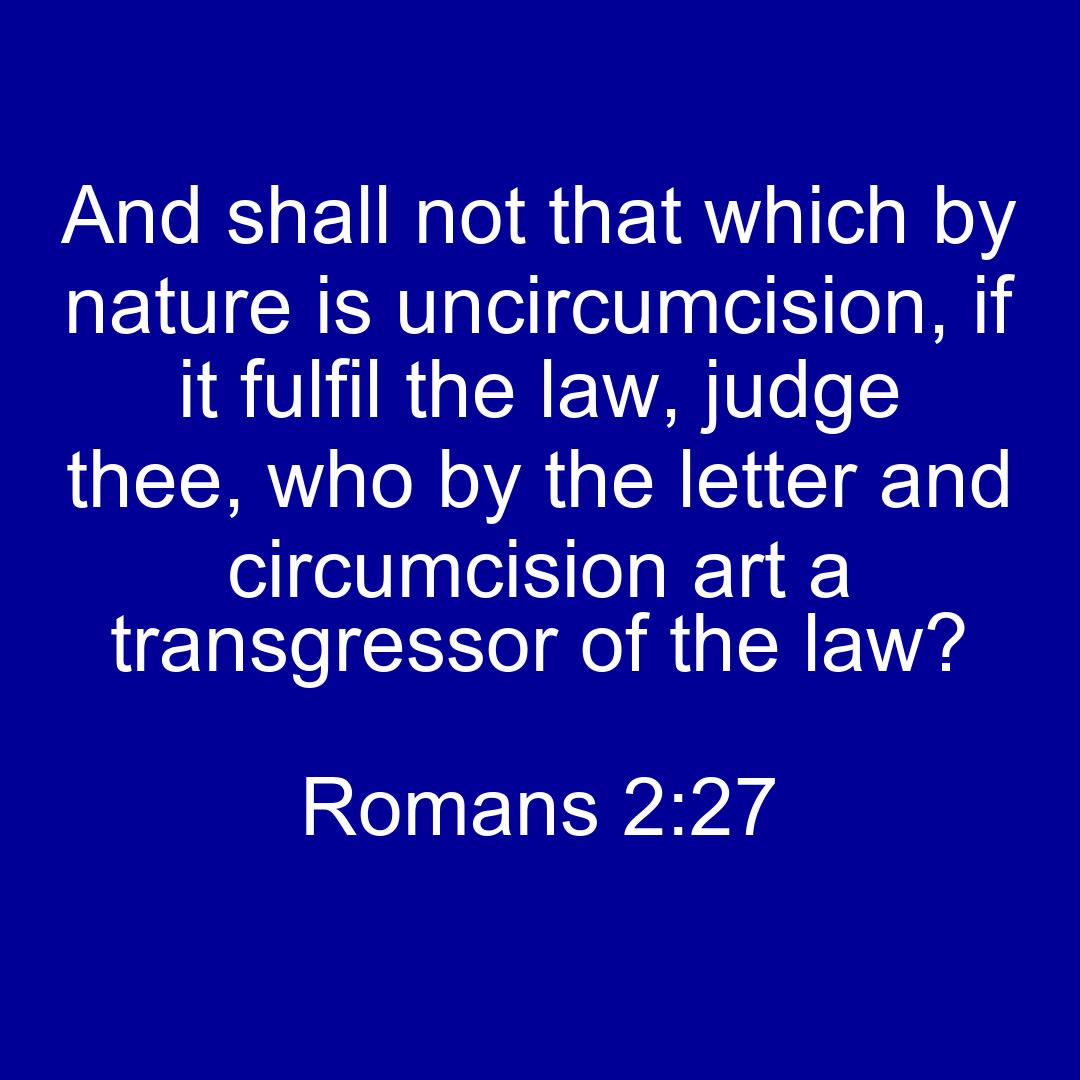 And shall not that which by
nature is uncircumcision, if
it fulfil the law, judge
thee, who by the letter and
circumcision art a
transgressor of the law?
Romans 2:27